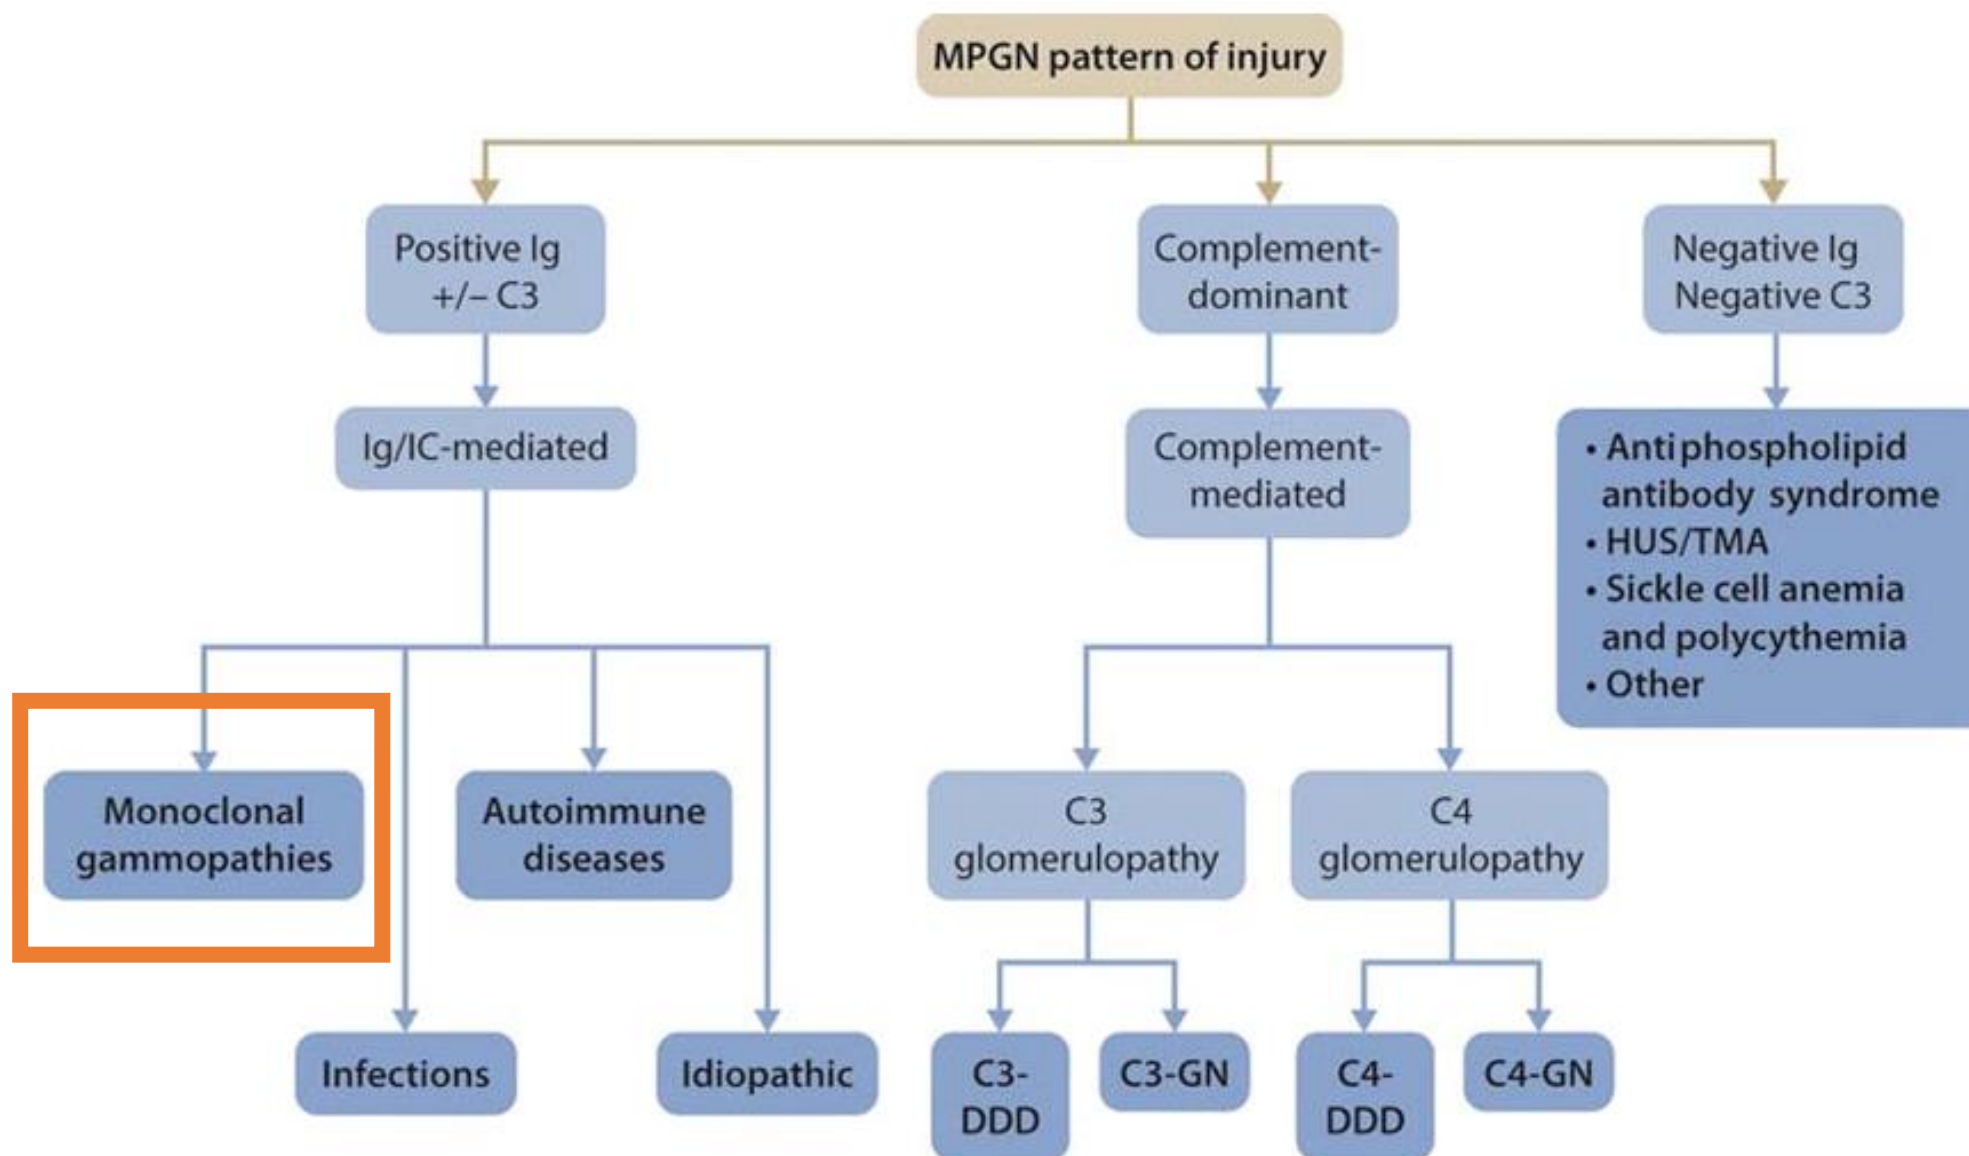 MPGN pattern of injury
Positive Ig
+/– C3
Complement-
dominant
Negative Ig
Negative C3
Ig/IC-mediated
Complement-
mediated
• Antiphospholipid
antibody syndrome
• HUS/TMA
• Sickle cell anemia
and polycythemia
• Other
Monoclonal
gammopathies
Autoimmune
diseases
C3
glomerulopathy
C4
glomerulopathy
Infections
Idiopathic
C3-
DDD
C3-GN
C4-
DDD
C4-GN